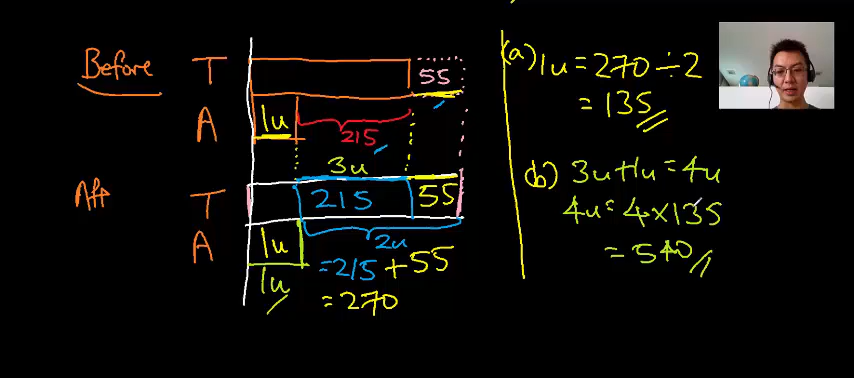 Before T 55
A 1u 215
3u
Aft T 215 55
A 1u 2u
1u = 215 + 55
= 270
(a) 1u = 270 ÷ 2
= 135
(b) 3u + 1u = 4u
4u = 4 × 135
= 540